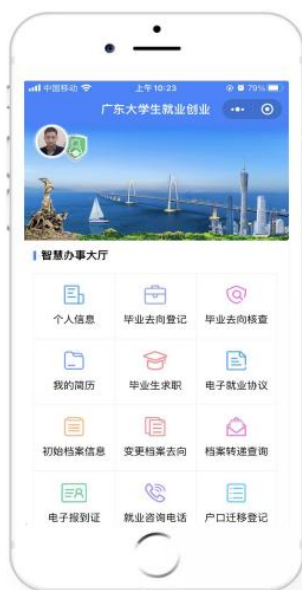 中国移动 上午10:23 79%
广东大学生就业创业
智慧办事大厅
个人信息 毕业去向登记 毕业去向核查
我的简历 毕业生求职 电子就业协议
初始档案信息 变更档案去向 档案转递查询
电子报到证 就业咨询电话 户口迁移登记